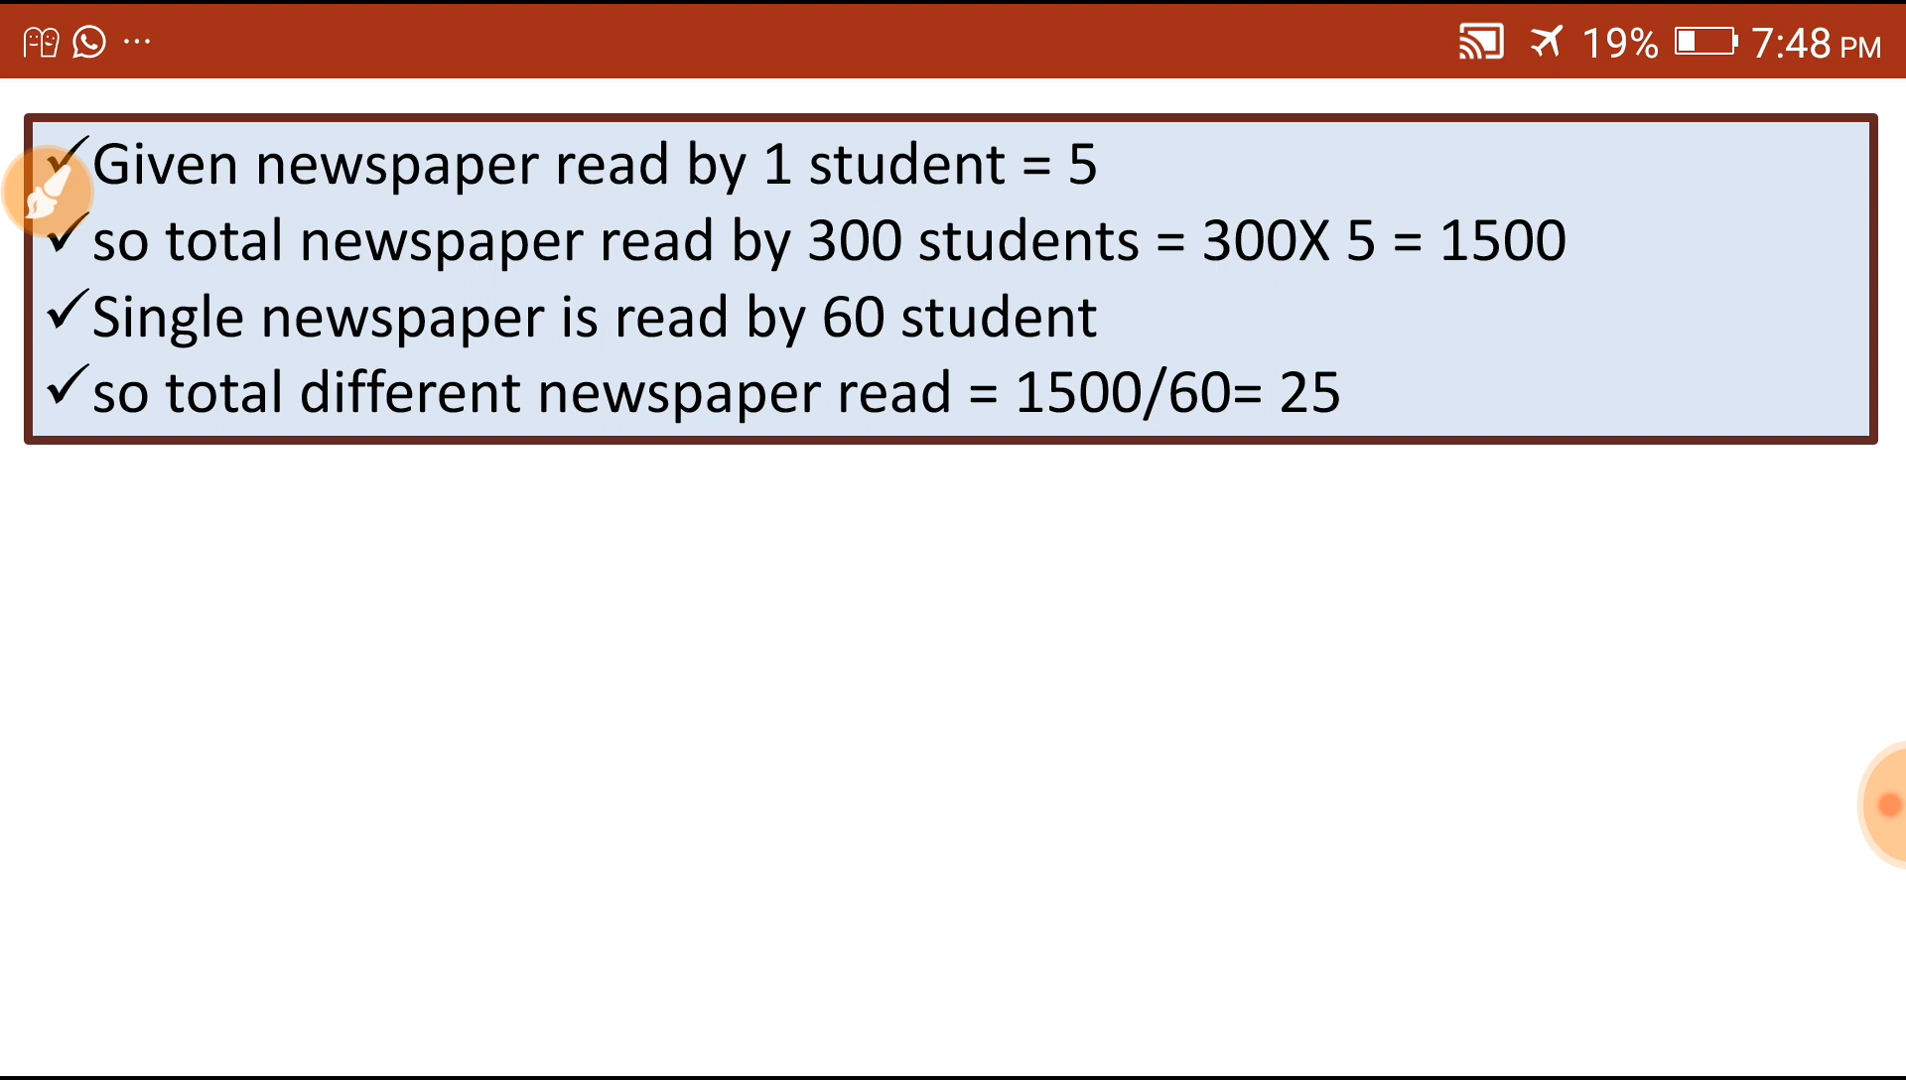 ... 19% 7:48 PM
✓Given newspaper read by 1 student = 5
✓so total newspaper read by 300 students = 300X 5 = 1500
✓Single newspaper is read by 60 student
✓so total different newspaper read = 1500/60= 25